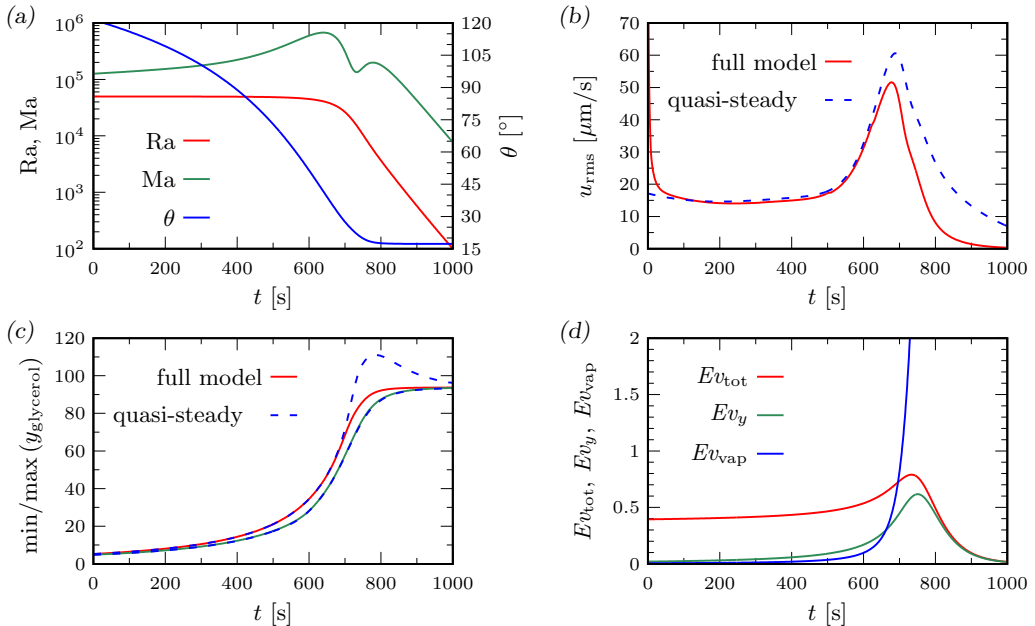 (a)
10^6
10^5
10^4
10^3
10^2
Ra, Ma
Ra
Ma
θ
120
105
90
75
60
45
30
15
θ [°]
0 200 400 600 800 1000
t [s]
(b)
70
60
50
40
30
20
10
0
u_rms [μm/s]
full model
quasi-steady
0 200 400 600 800 1000
t [s]
(c)
120
100
80
60
40
20
0
min/max (y_glycerol)
full model
quasi-steady
0 200 400 600 800 1000
t [s]
(d)
2
1.5
1
0.5
0
Ev_tot, Ev_y, Ev_vap
Ev_tot
Ev_y
Ev_vap
0 200 400 600 800 1000
t [s]